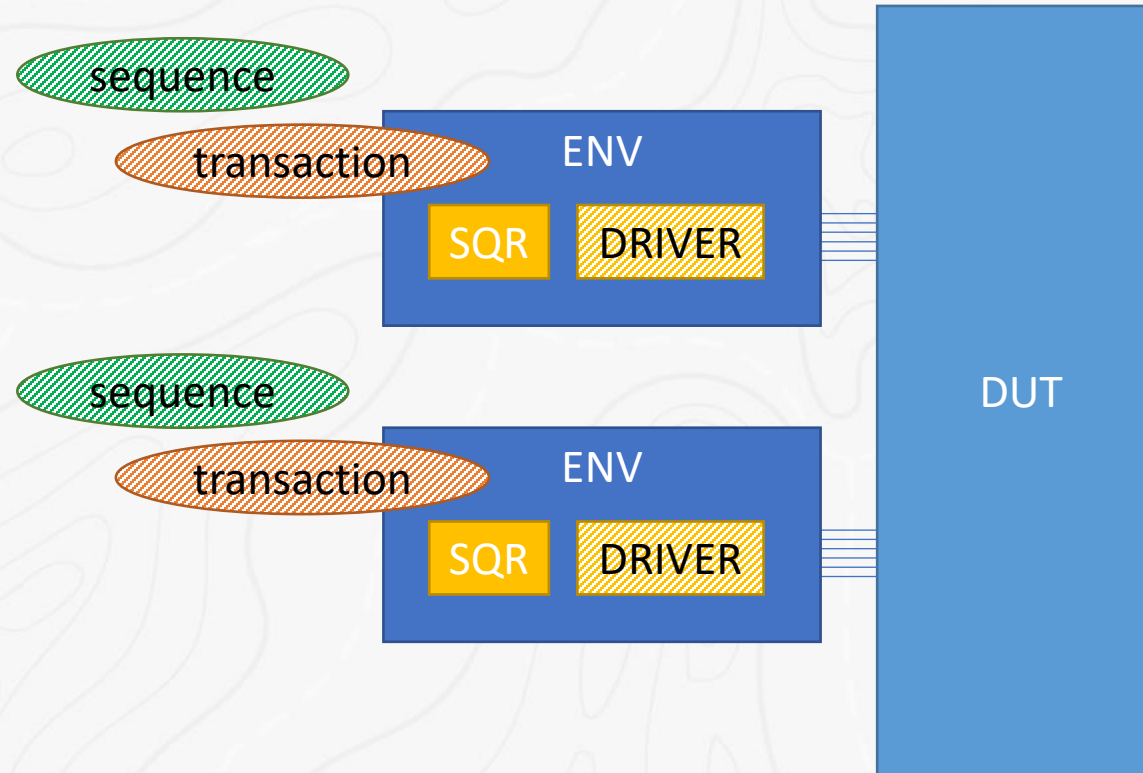 sequence
transaction
ENV
SQR
DRIVER
sequence
transaction
ENV
SQR
DRIVER
DUT